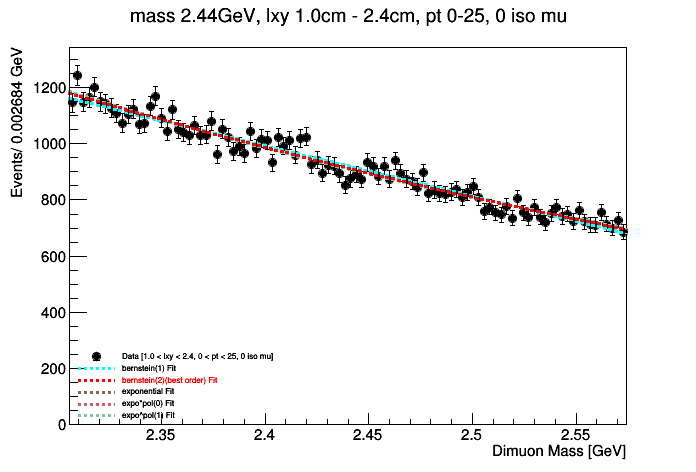 mass 2.44GeV, lxy 1.0cm - 2.4cm, pt 0-25, 0 iso mu
Events/ 0.002684 GeV
1200
1000
800
600
400
200
0
Data [1.0 < lxy < 2.4, 0 < pt < 25, 0 iso mu]
bernstein(1) Fit
bernstein(2)(best order) Fit
exponential Fit
expo*pol(0) Fit
expo*pol(1) Fit
2.35
2.4
2.45
2.5
2.55
Dimuon Mass [GeV]